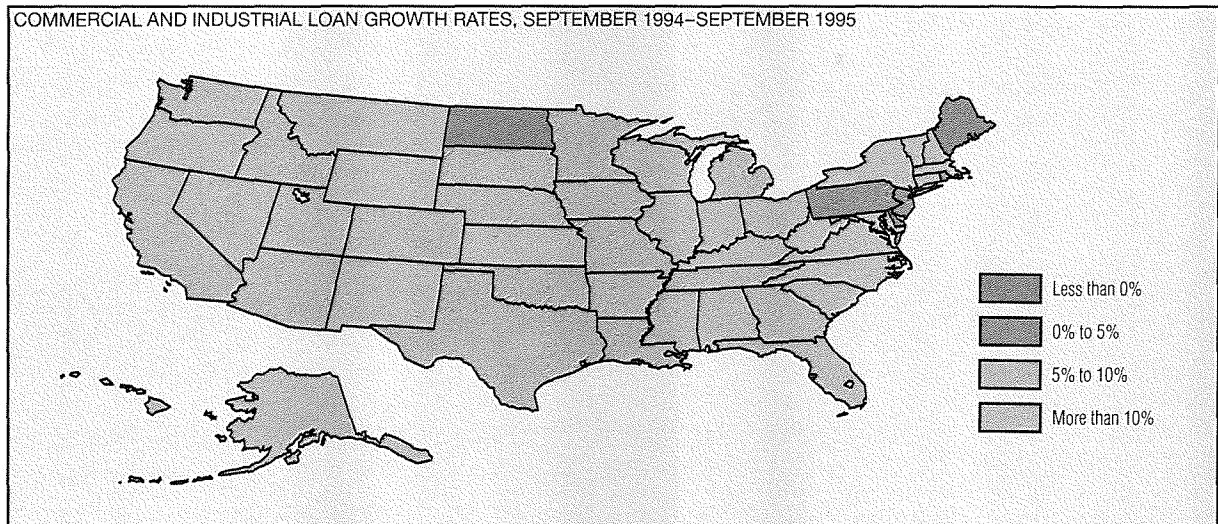 COMMERCIAL AND INDUSTRIAL LOAN GROWTH RATES, SEPTEMBER 1994–SEPTEMBER 1995
Less than 0%
0% to 5%
5% to 10%
More than 10%